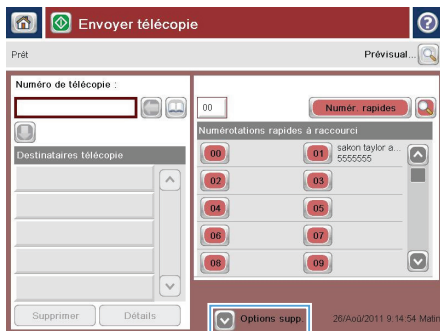 Envoyer télécopie
Prêt
Prévisual...
Numéro de télécopie :
00
Numér. rapides
Numérotations rapides à raccourci
Destinataires télécopie
00
01 sakon taylor a... 5555555
02
03
04
05
06
07
08
09
Supprimer
Détails
Options supp.
26/Aoû/2011 9:14:54 Matin